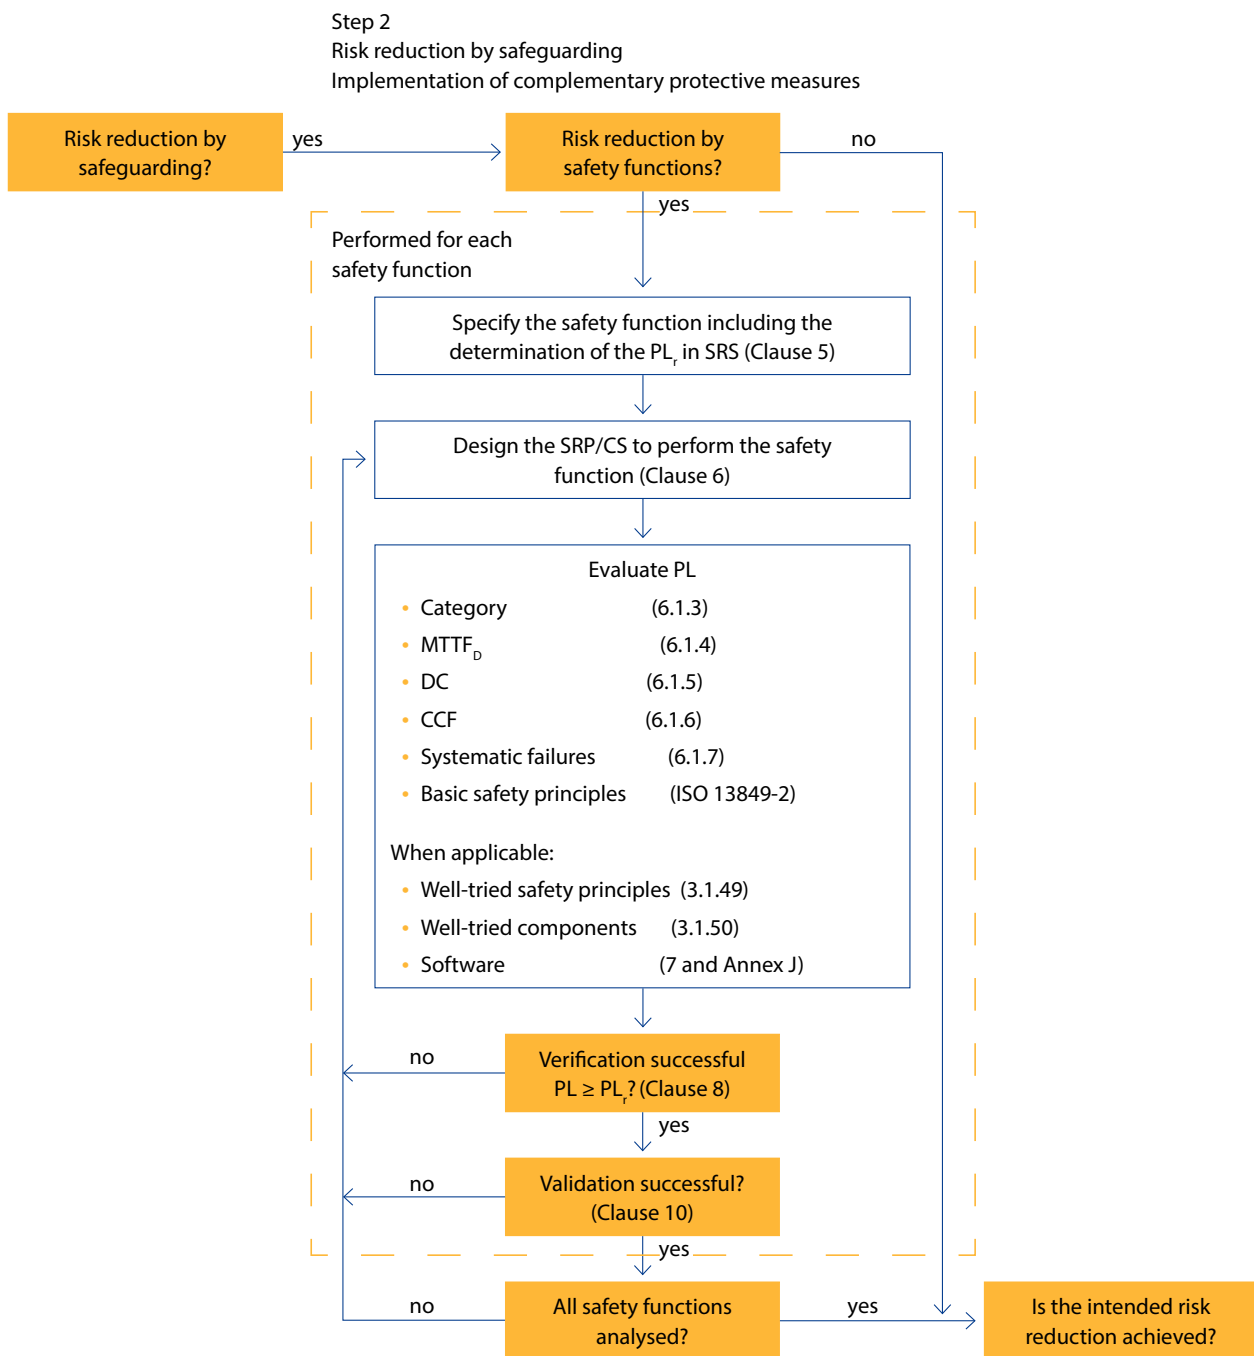 Step 2
Risk reduction by safeguarding
Implementation of complementary protective measures
Risk reduction by
safeguarding?
yes
Risk reduction by
safety functions?
no
yes
Performed for each
safety function
Specify the safety function including the
determination of the PLr in SRS (Clause 5)
Design the SRP/CS to perform the safety
function (Clause 6)
Evaluate PL
• Category (6.1.3)
• MTTFD (6.1.4)
• DC (6.1.5)
• CCF (6.1.6)
• Systematic failures (6.1.7)
• Basic safety principles (ISO 13849-2)
When applicable:
• Well-tried safety principles (3.1.49)
• Well-tried components (3.1.50)
• Software (7 and Annex J)
no
Verification successful
PL ≥ PLr? (Clause 8)
yes
no
Validation successful?
(Clause 10)
yes
no
All safety functions
analysed?
yes
Is the intended risk
reduction achieved?